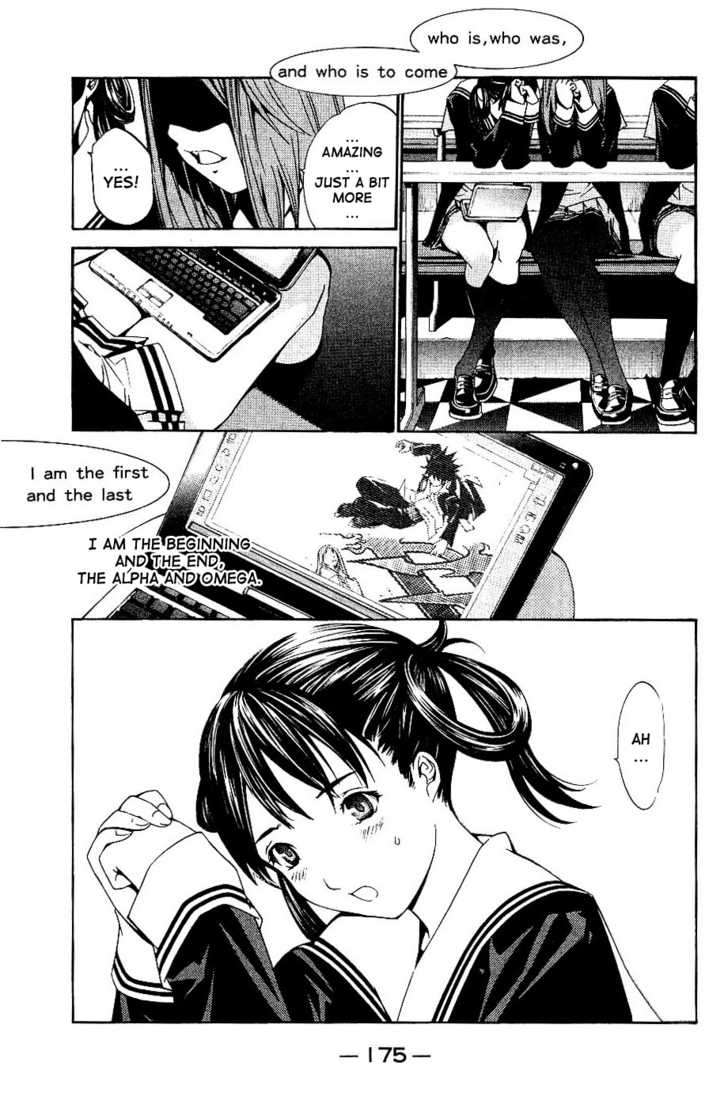 who is,who was,
and who is to come
...
AMAZING
...
JUST A BIT
MORE
...
...
YES!
I am the first
and the last
I AM THE BEGINNING
AND THE END,
THE ALPHA AND OMEGA.
AH
...
— 175 —